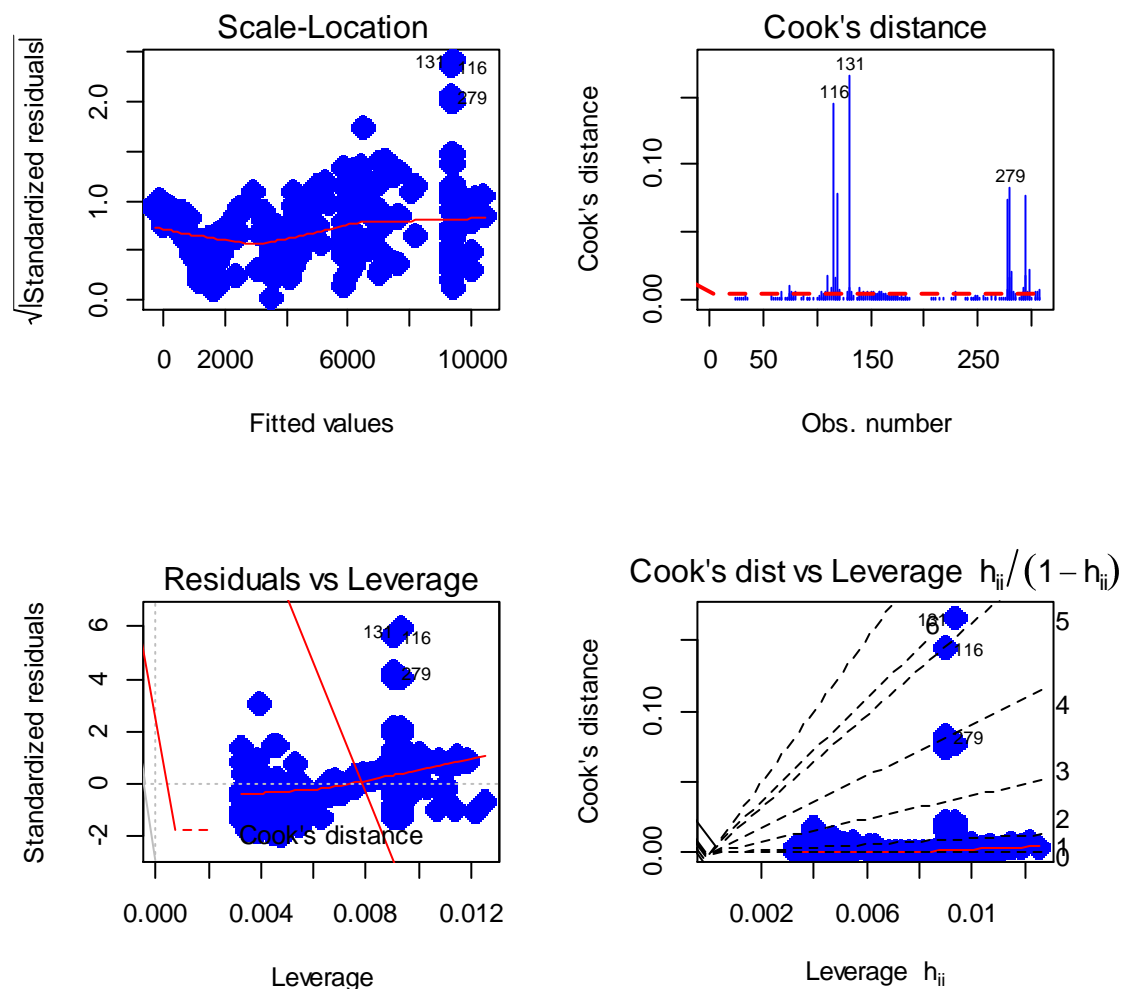 Scale-Location
√|Standardized residuals|
0.0 1.0 2.0
131
116
279
0 2000 6000 10000
Fitted values
Cook's distance
Cook's distance
0.00 0.10
116
131
279
0 50 150 250
Obs. number
Residuals vs Leverage
Standardized residuals
-2 0 2 4 6
131
116
279
Cook's distance
0.000 0.004 0.008 0.012
Leverage
Cook's dist vs Leverage hii/(1−hii)
Cook's distance
0.00 0.10
131
6
116
279
5
4
3
2
1
0
0.002 0.006 0.01
Leverage hii